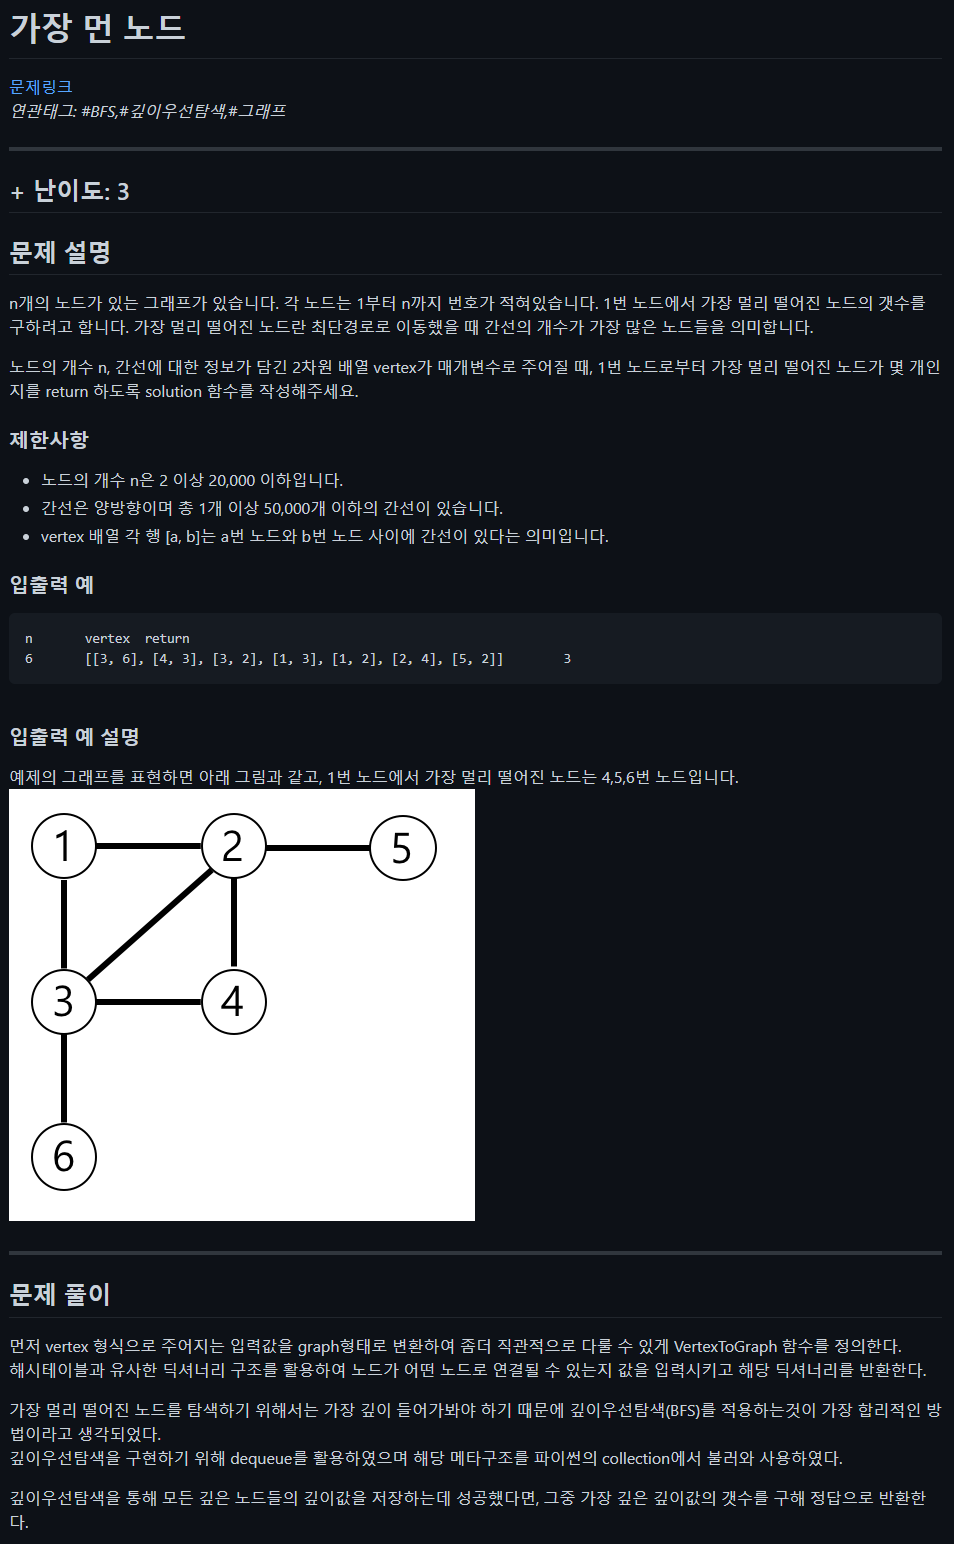 가장 먼 노드
문제링크
연관태그: #BFS,#깊이우선탐색,#그래프
+ 난이도: 3
문제 설명
n개의 노드가 있는 그래프가 있습니다. 각 노드는 1부터 n까지 번호가 적혀있습니다. 1번 노드에서 가장 멀리 떨어진 노드의 갯수를
구하려고 합니다. 가장 멀리 떨어진 노드란 최단경로로 이동했을 때 간선의 개수가 가장 많은 노드들을 의미합니다.
노드의 개수 n, 간선에 대한 정보가 담긴 2차원 배열 vertex가 매개변수로 주어질 때, 1번 노드로부터 가장 멀리 떨어진 노드가 몇 개인
지를 return 하도록 solution 함수를 작성해주세요.
제한사항
• 노드의 개수 n은 2 이상 20,000 이하입니다.
• 간선은 양방향이며 총 1개 이상 50,000개 이하의 간선이 있습니다.
• vertex 배열 각 행 [a, b]는 a번 노드와 b번 노드 사이에 간선이 있다는 의미입니다.
입출력 예
n vertex return
6 [[3, 6], [4, 3], [3, 2], [1, 3], [1, 2], [2, 4], [5, 2]] 3
입출력 예 설명
예제의 그래프를 표현하면 아래 그림과 같고, 1번 노드에서 가장 멀리 떨어진 노드는 4,5,6번 노드입니다.
1 2 5
3 4
6
문제 풀이
먼저 vertex 형식으로 주어지는 입력값을 graph형태로 변환하여 좀더 직관적으로 다룰 수 있게 VertexToGraph 함수를 정의한다.
해시테이블과 유사한 딕셔너리 구조를 활용하여 노드가 어떤 노드로 연결될 수 있는지 값을 입력시키고 해당 딕셔너리를 반환한다.
가장 멀리 떨어진 노드를 탐색하기 위해서는 가장 깊이 들어가봐야 하기 때문에 깊이우선탐색(BFS)를 적용하는것이 가장 합리적인 방
법이라고 생각되었다.
깊이우선탐색을 구현하기 위해 dequeue를 활용하였으며 해당 메타구조를 파이썬의 collection에서 불러와 사용하였다.
깊이우선탐색을 통해 모든 깊은 노드들의 깊이값을 저장하는데 성공했다면, 그중 가장 깊은 깊이값의 갯수를 구해 정답으로 반환한
다.